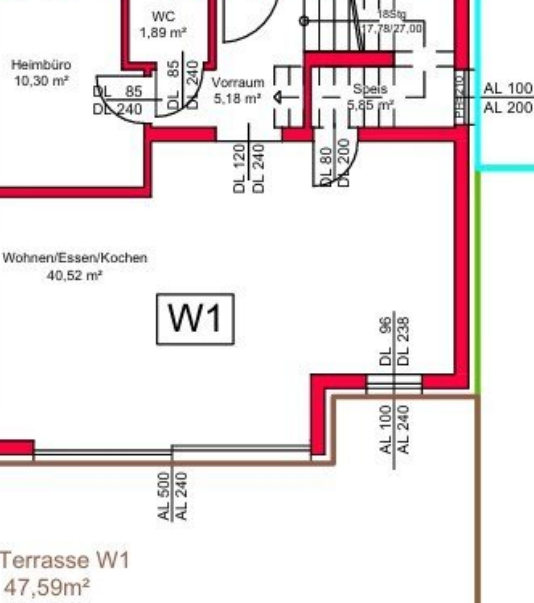 WC
1,89 m²
18Stg
17,78/27,00
Heimbüro
10,30 m²
DL 85
DL 240
DL 85
DL 240
Vorraum
5,18 m²
Speis
5,85 m²
AL 100
AL 200
DL 120
DL 240
DL 80
DL 200
Wohnen/Essen/Kochen
40,52 m²
W1
DL 96
DL 238
AL 100
AL 240
AL 500
AL 240
Terrasse W1
47,59m²